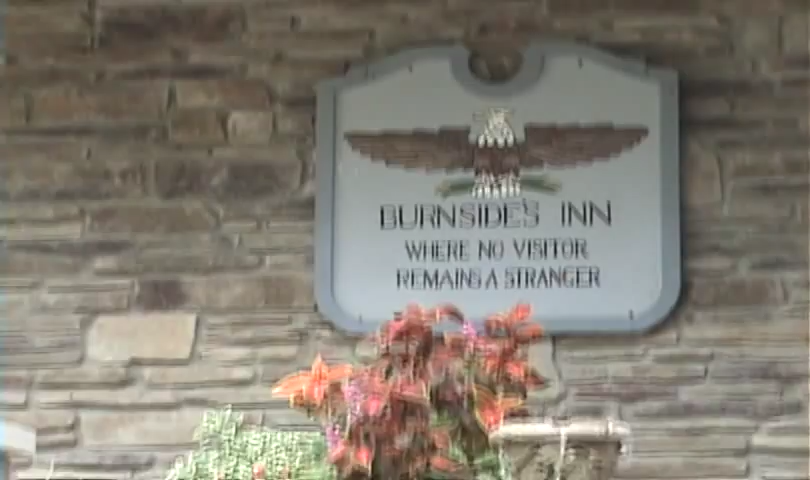 BURNSIDE'S INN
WHERE NO VISITOR
REMAINS A STRANGER